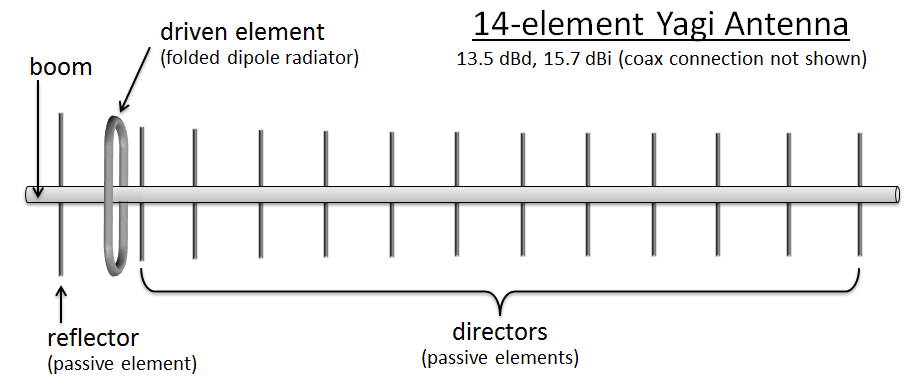 14-element Yagi Antenna
13.5 dBd, 15.7 dBi (coax connection not shown)
driven element
(folded dipole radiator)
boom
reflector
(passive element)
directors
(passive elements)